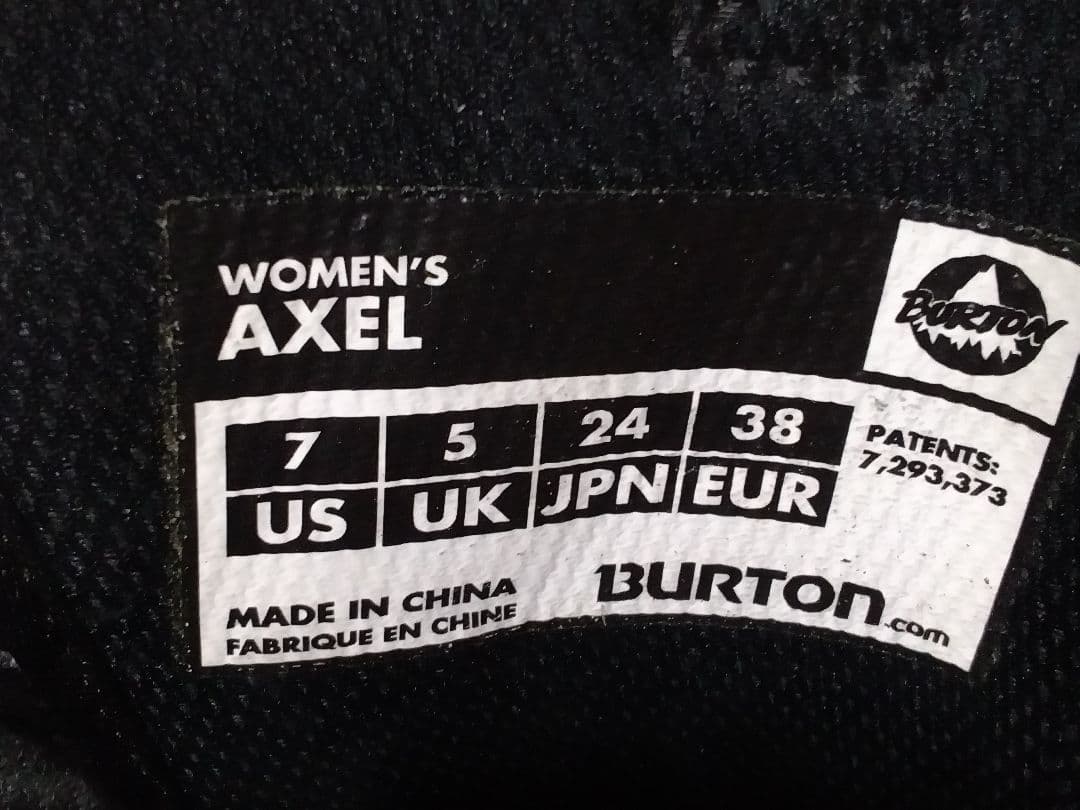 WOMEN'S
AXEL
BURTON
7 5 24 38
US UK JPN EUR
PATENTS:
7,293,373
MADE IN CHINA
FABRIQUE EN CHINE
BURTON.com